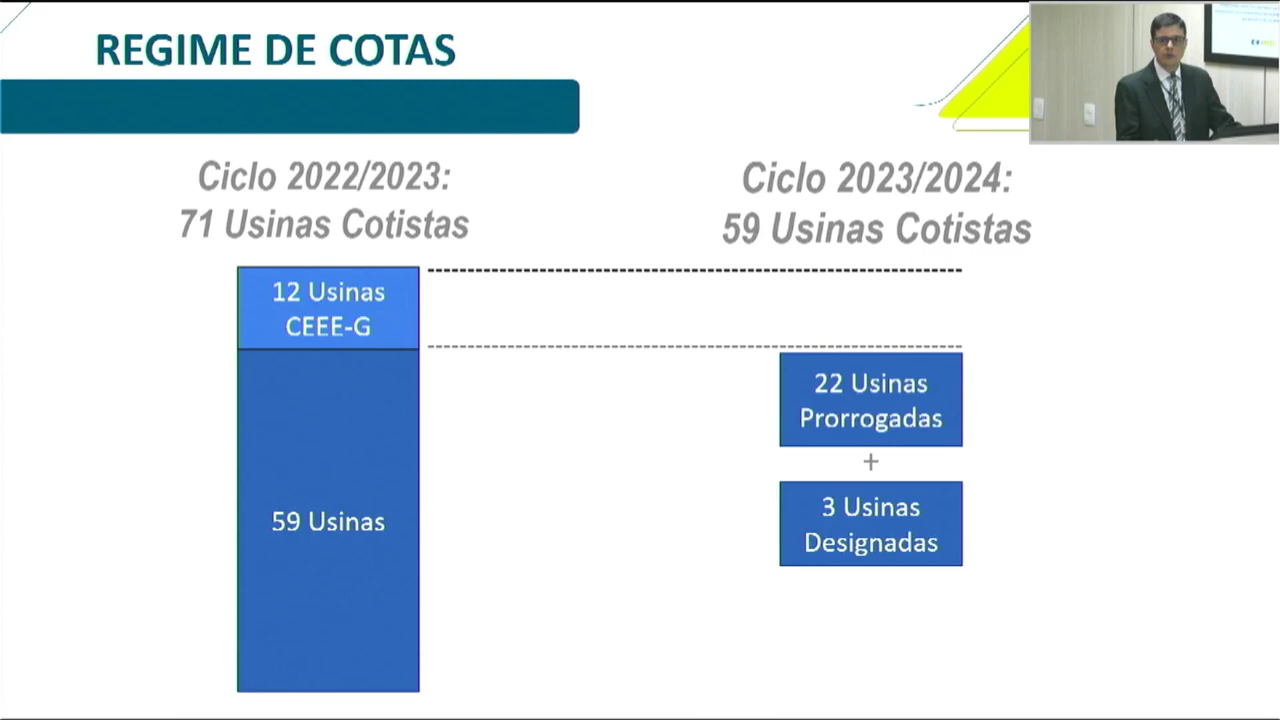 REGIME DE COTAS
Ciclo 2022/2023:
71 Usinas Cotistas
12 Usinas
CEEE-G
59 Usinas
Ciclo 2023/2024:
59 Usinas Cotistas
22 Usinas
Prorrogadas
+
3 Usinas
Designadas